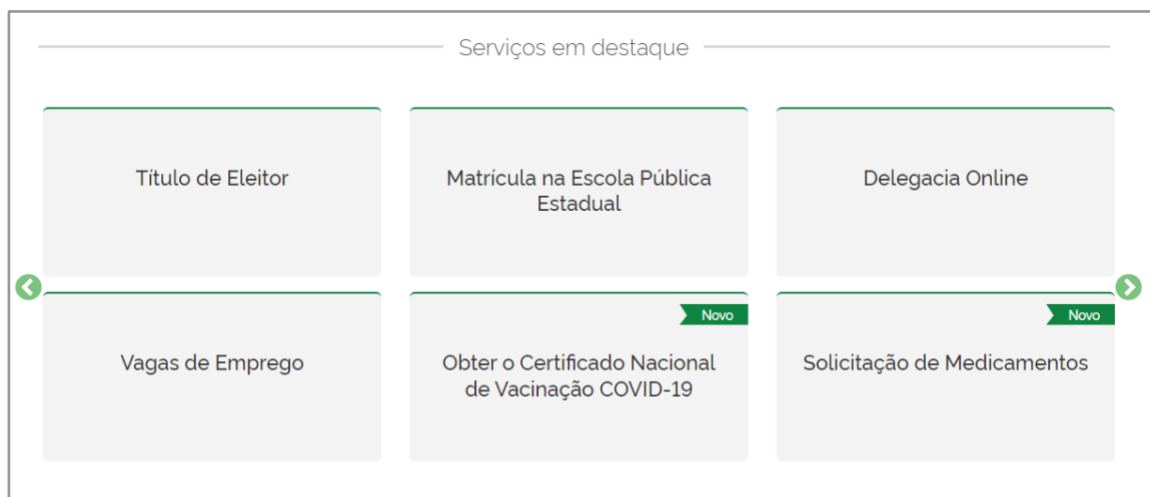 Serviços em destaque
Título de Eleitor
Matrícula na Escola Pública
Estadual
Delegacia Online
Vagas de Emprego
Novo
Obter o Certificado Nacional
de Vacinação COVID-19
Novo
Solicitação de Medicamentos